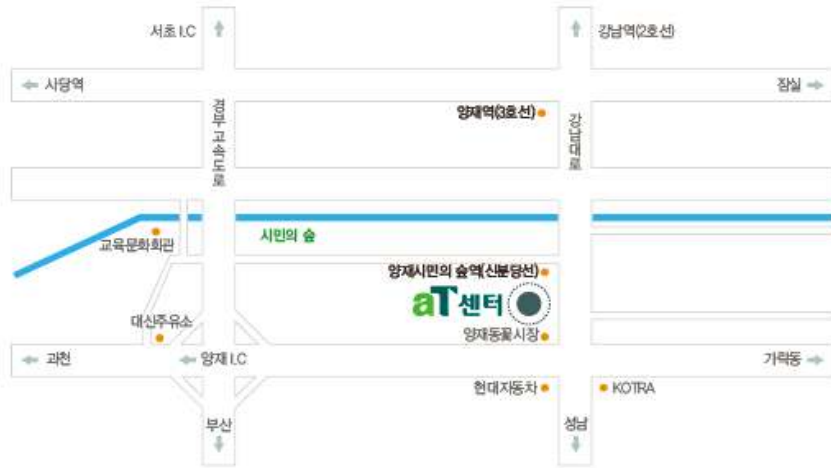 서초 I.C
강남역(2호선)
사당역
잠실
경부고속도로
양재역(3호선)
강남대로
교육문화회관
시민의 숲
양재시민의 숲역(신분당선)
aT센터
대신주유소
양재동꽃시장
과천
양재 I.C
가락동
현대자동차
KOTRA
부산
성남